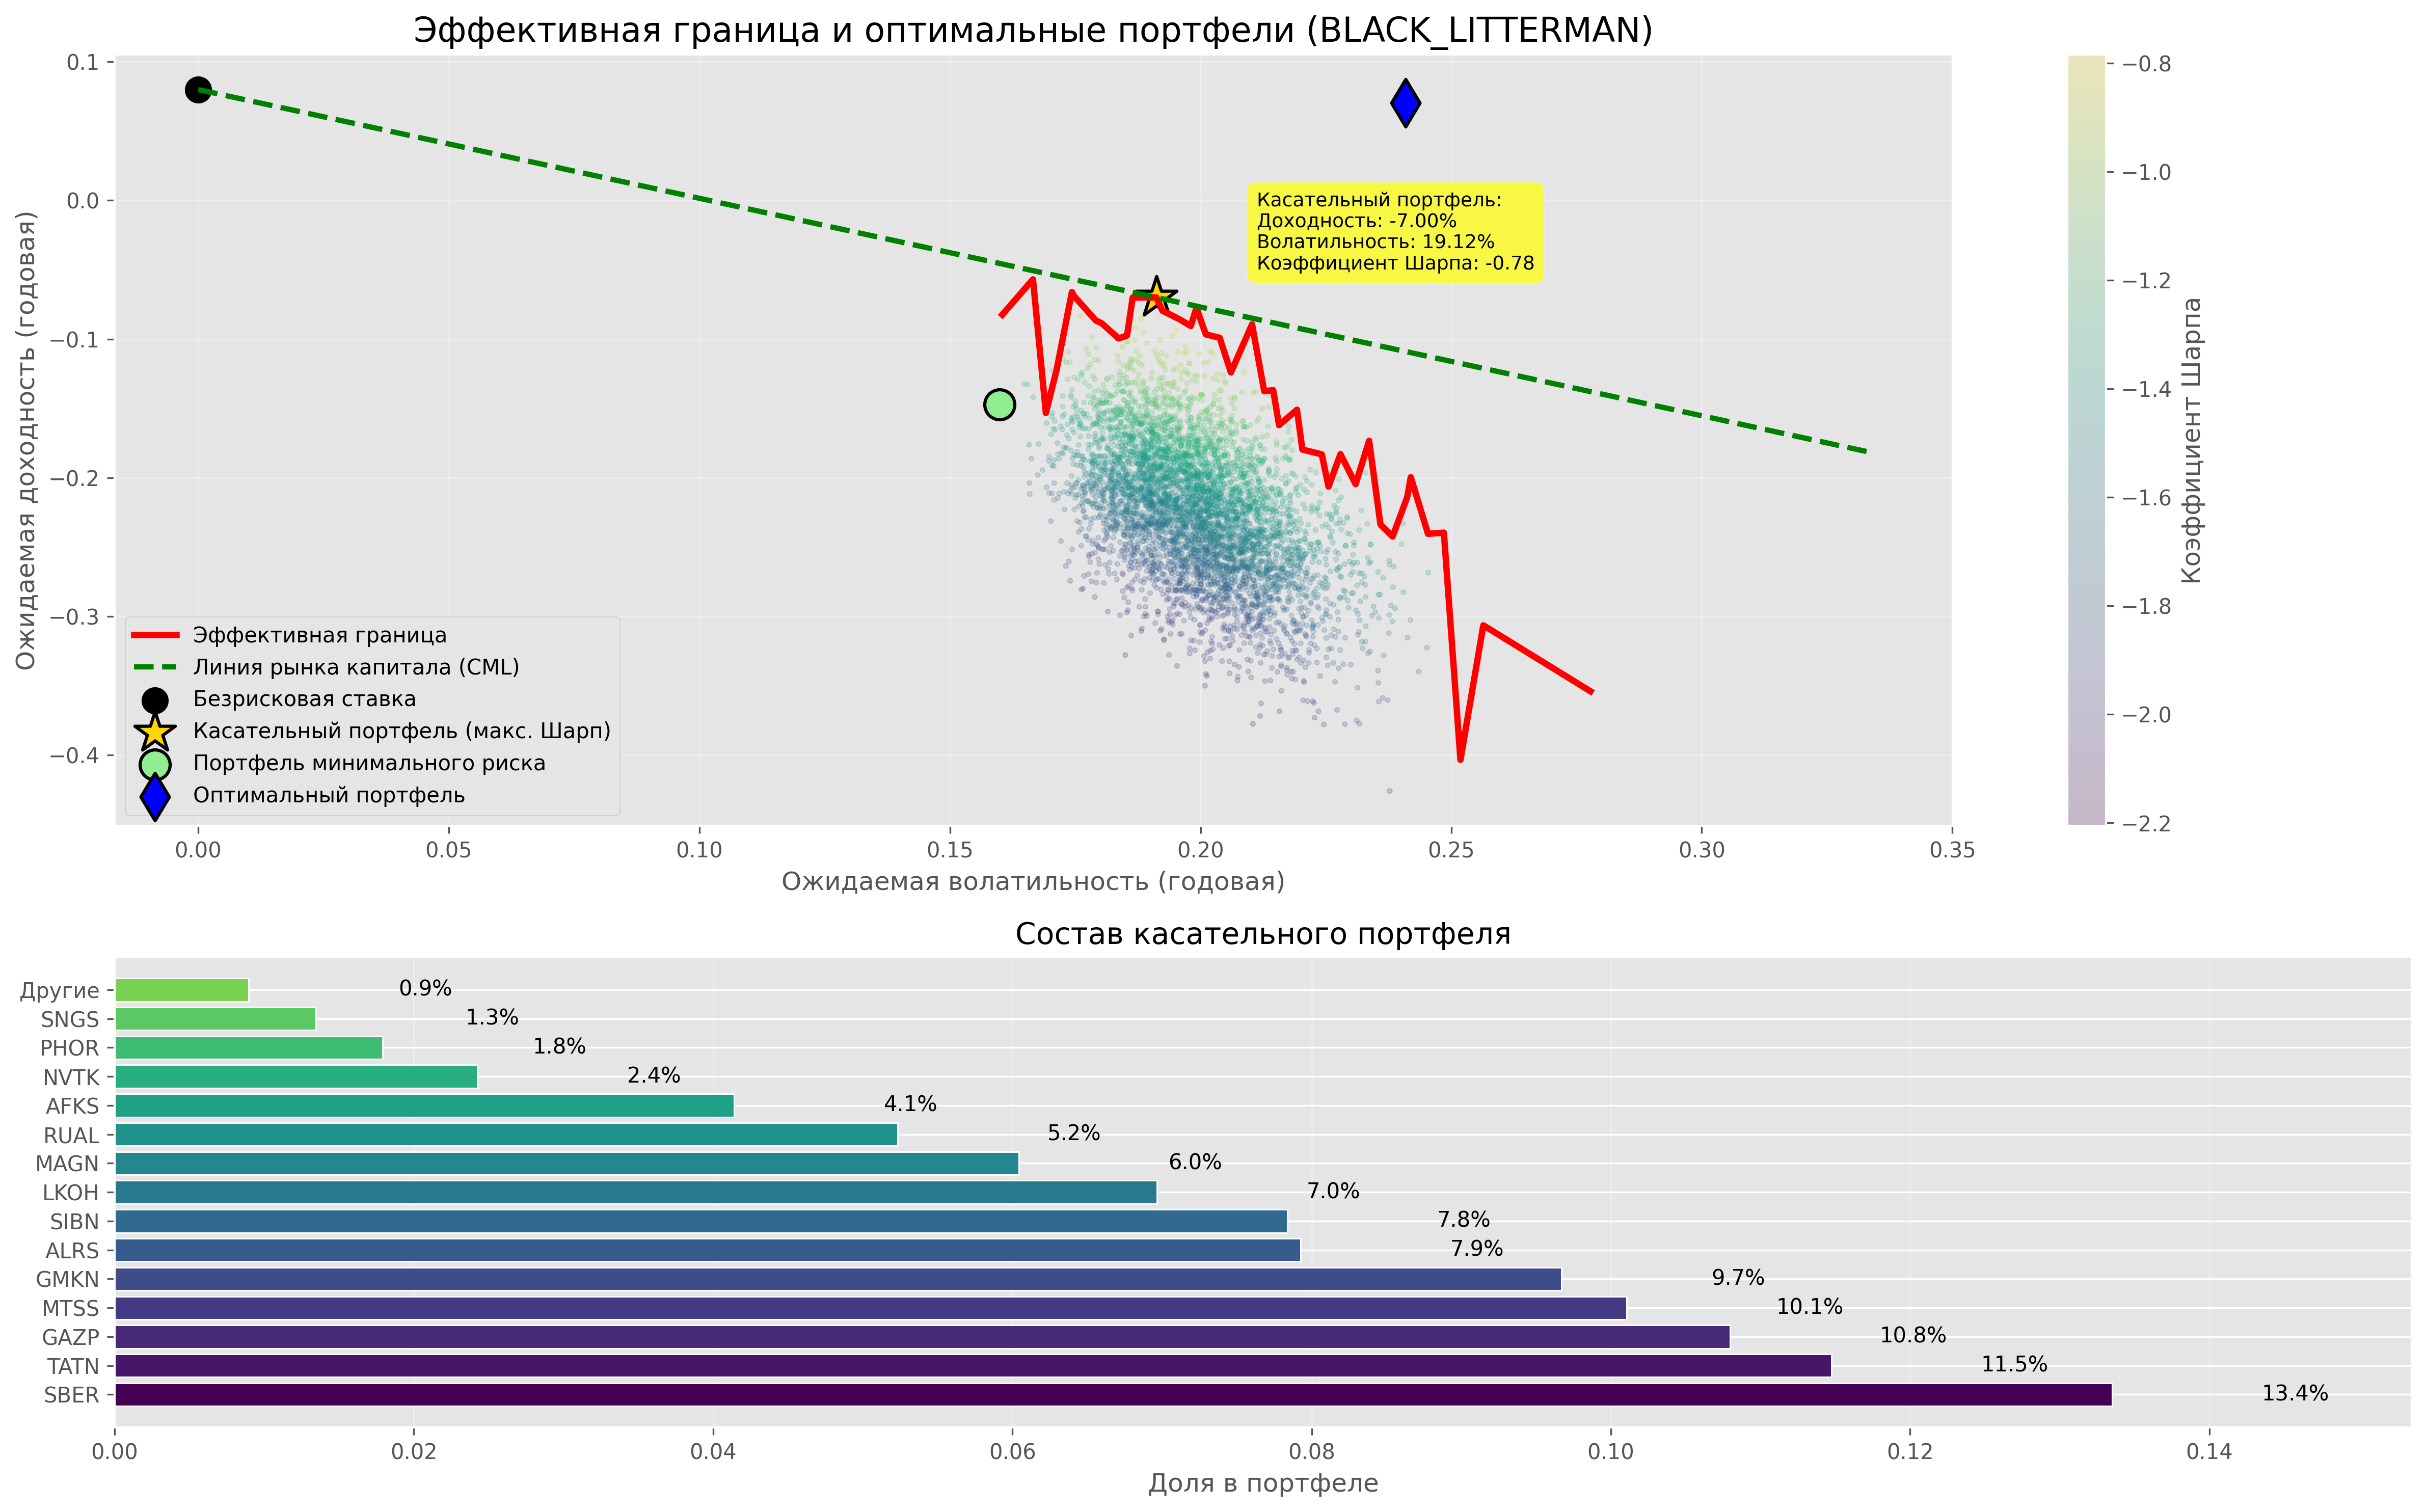 Эффективная граница и оптимальные портфели (BLACK_LITTERMAN)
Ожидаемая доходность (годовая)
0.1
0.0
−0.1
−0.2
−0.3
−0.4
Касательный портфель:
Доходность: -7.00%
Волатильность: 19.12%
Коэффициент Шарпа: -0.78
Эффективная граница
Линия рынка капитала (CML)
Безрисковая ставка
Касательный портфель (макс. Шарп)
Портфель минимального риска
Оптимальный портфель
0.00 0.05 0.10 0.15 0.20 0.25 0.30 0.35
Ожидаемая волатильность (годовая)
−0.8
−1.0
−1.2
−1.4
−1.6
−1.8
−2.0
−2.2
Коэффициент Шарпа
Состав касательного портфеля
Другие 0.9%
SNGS 1.3%
PHOR 1.8%
NVTK 2.4%
AFKS 4.1%
RUAL 5.2%
MAGN 6.0%
LKOH 7.0%
SIBN 7.8%
ALRS 7.9%
GMKN 9.7%
MTSS 10.1%
GAZP 10.8%
TATN 11.5%
SBER 13.4%
0.00 0.02 0.04 0.06 0.08 0.10 0.12 0.14
Доля в портфеле